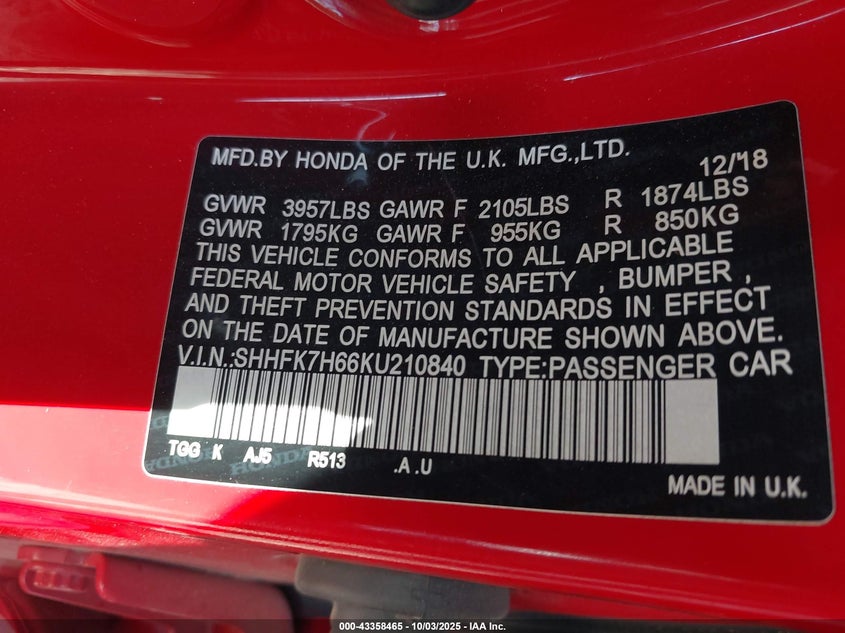 MFD.BY HONDA OF THE U.K. MFG.,LTD.
12/'18
GVWR 3957LBS GAWR F 2105LBS R 1874LBS
GVWR 1795KG GAWR F 955KG R 850KG
THIS VEHICLE CONFORMS TO ALL APPLICABLE
FEDERAL MOTOR VEHICLE SAFETY , BUMPER ,
AND THEFT PREVENTION STANDARDS IN EFFECT
ON THE DATE OF MANUFACTURE SHOWN ABOVE.
V.I.N.:SHHFK7H66KU210840 TYPE:PASSENGER CAR
TGG K AJ5 R513 .A .U
HONDA
MADE IN U.K.
000-43358465 - 10/03/2025 - IAA Inc.